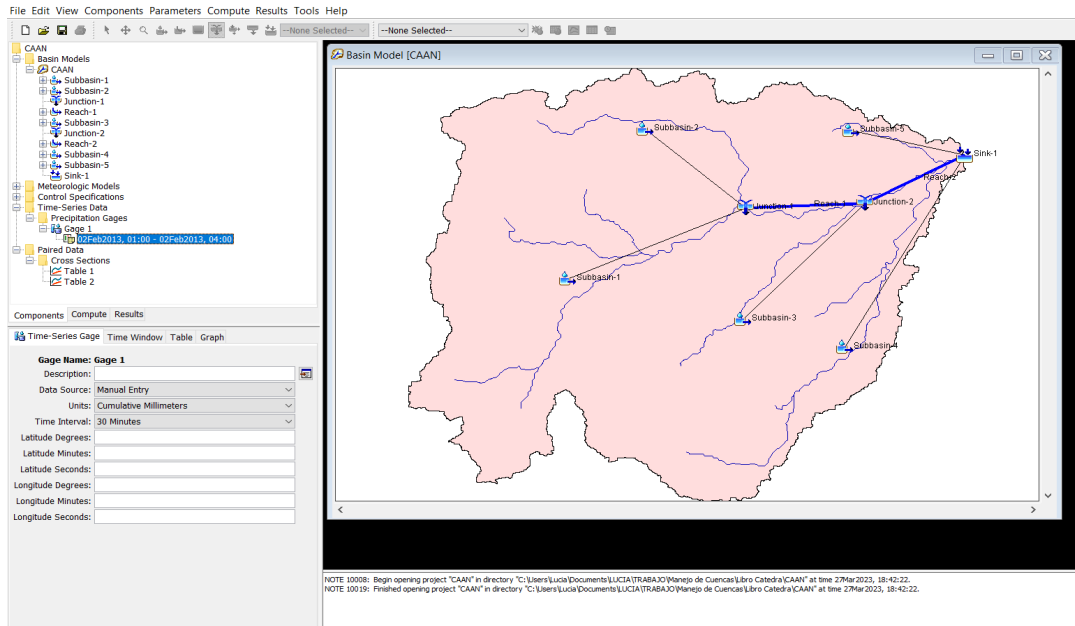 File Edit View Components Parameters Compute Results Tools Help
--None Selected-- --None Selected--
CAAN
Basin Models
CAAN
Subbasin-1
Subbasin-2
Junction-1
Reach-1
Subbasin-3
Junction-2
Reach-2
Subbasin-4
Subbasin-5
Sink-1
Meteorologic Models
Control Specifications
Time-Series Data
Precipitation Gages
Gage 1
02Feb2013, 01:00 - 02Feb2013, 04:00
Paired Data
Cross Sections
Table 1
Table 2
Components Compute Results
Time-Series Gage Time Window Table Graph
Gage Name: Gage 1
Description:
Data Source: Manual Entry
Units: Cumulative Millimeters
Time Interval: 30 Minutes
Latitude Degrees:
Latitude Minutes:
Latitude Seconds:
Longitude Degrees:
Longitude Minutes:
Longitude Seconds:
Basin Model [CAAN]
Subbasin-2
Subbasin-5
Sink-1
Reach-2
Junction-1
Reach-1
Junction-2
Subbasin-1
Subbasin-3
Subbasin-4
NOTE 10008: Begin opening project "CAAN" in directory "C:\Users\Lucia\Documents\LUCIA\TRABAJO\Manejo de Cuencas\Libro Catedra\CAAN" at time 27Mar2023, 18:42:22.
NOTE 10019: Finished opening project "CAAN" in directory "C:\Users\Lucia\Documents\LUCIA\TRABAJO\Manejo de Cuencas\Libro Catedra\CAAN" at time 27Mar2023, 18:42:22.